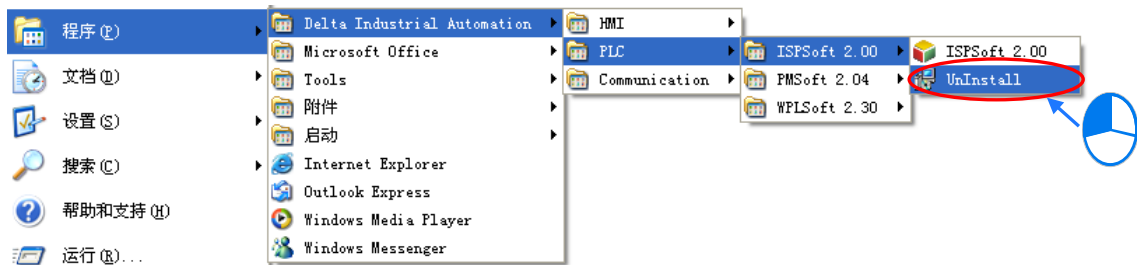 程序(P)
文档(D)
设置(S)
搜索(C)
帮助和支持(H)
运行(R)...
Delta Industrial Automation
Microsoft Office
Tools
附件
启动
Internet Explorer
Outlook Express
Windows Media Player
Windows Messenger
HMI
PLC
Communication
ISPSoft 2.00
PMSoft 2.04
WPLSoft 2.30
ISPSoft 2.00
UnInstall